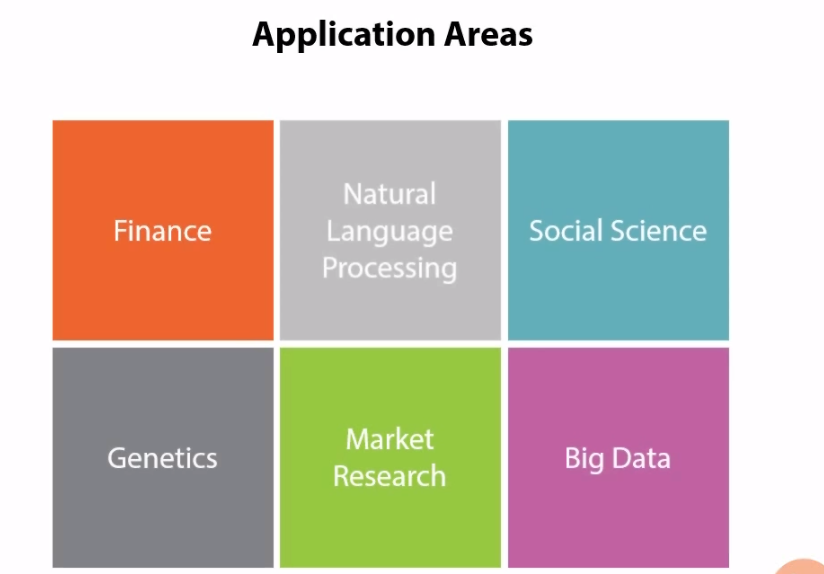 Application Areas
Finance
Natural
Language
Processing
Social Science
Genetics
Market
Research
Big Data